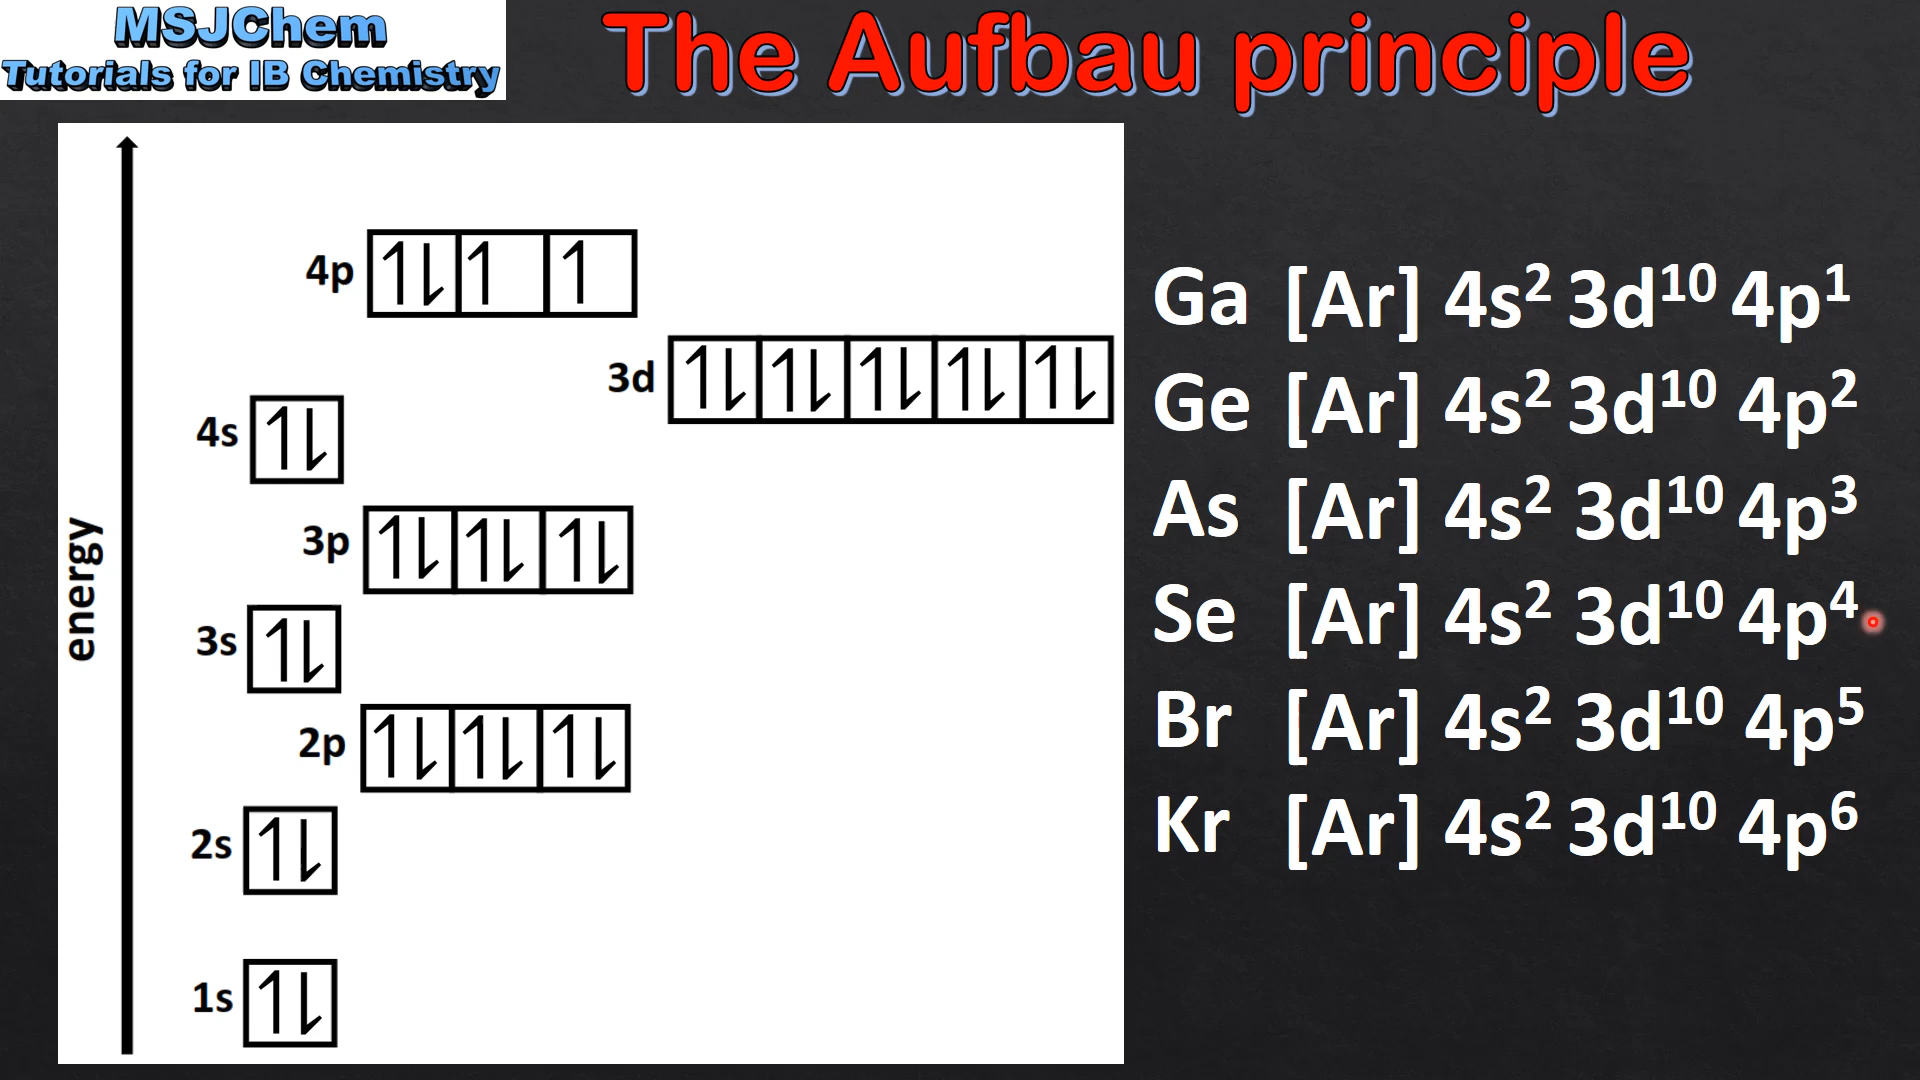 MSJChem
Tutorials for IB Chemistry
The Aufbau principle
energy
4p
3d
4s
3p
3s
2p
2s
1s
Ga [Ar] 4s² 3d¹⁰ 4p¹
Ge [Ar] 4s² 3d¹⁰ 4p²
As [Ar] 4s² 3d¹⁰ 4p³
Se [Ar] 4s² 3d¹⁰ 4p⁴
Br [Ar] 4s² 3d¹⁰ 4p⁵
Kr [Ar] 4s² 3d¹⁰ 4p⁶